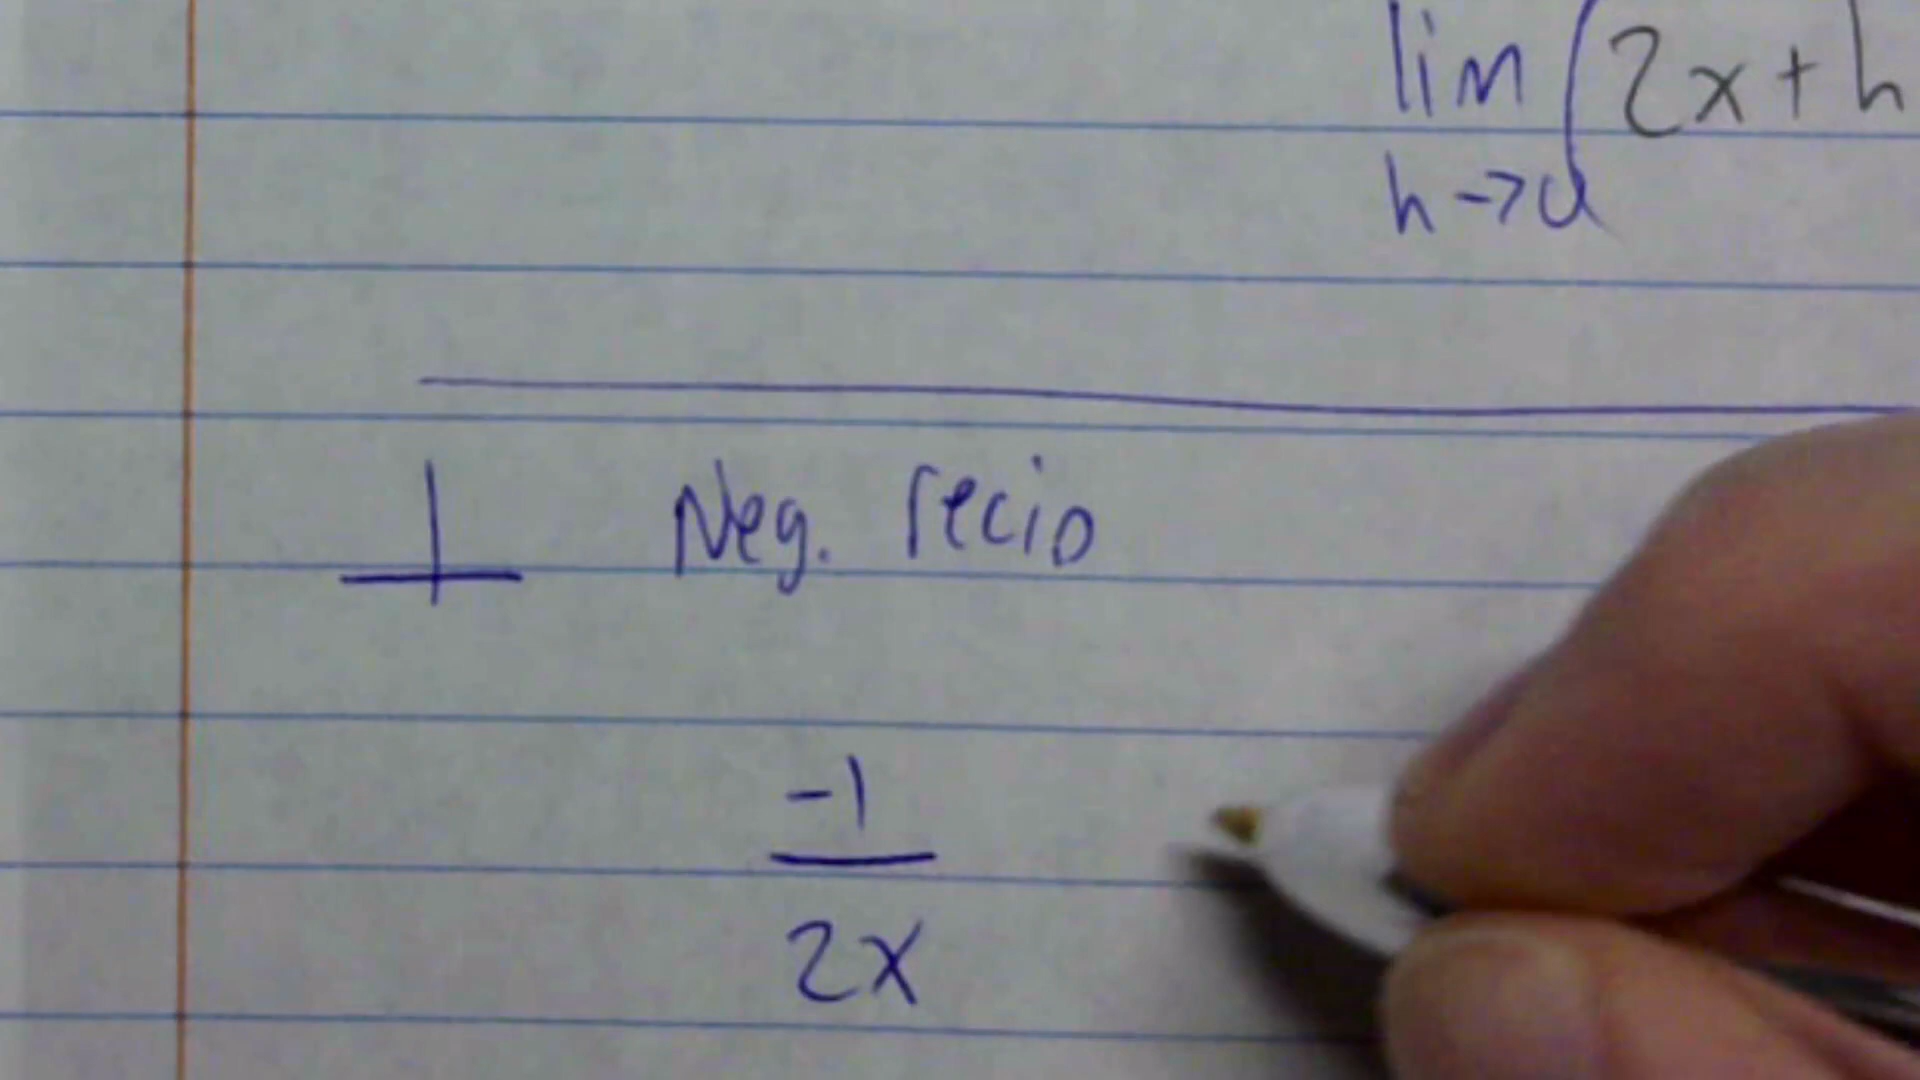 lim (2x + h
h → 0
⊥ Neg. recip
-1
2x